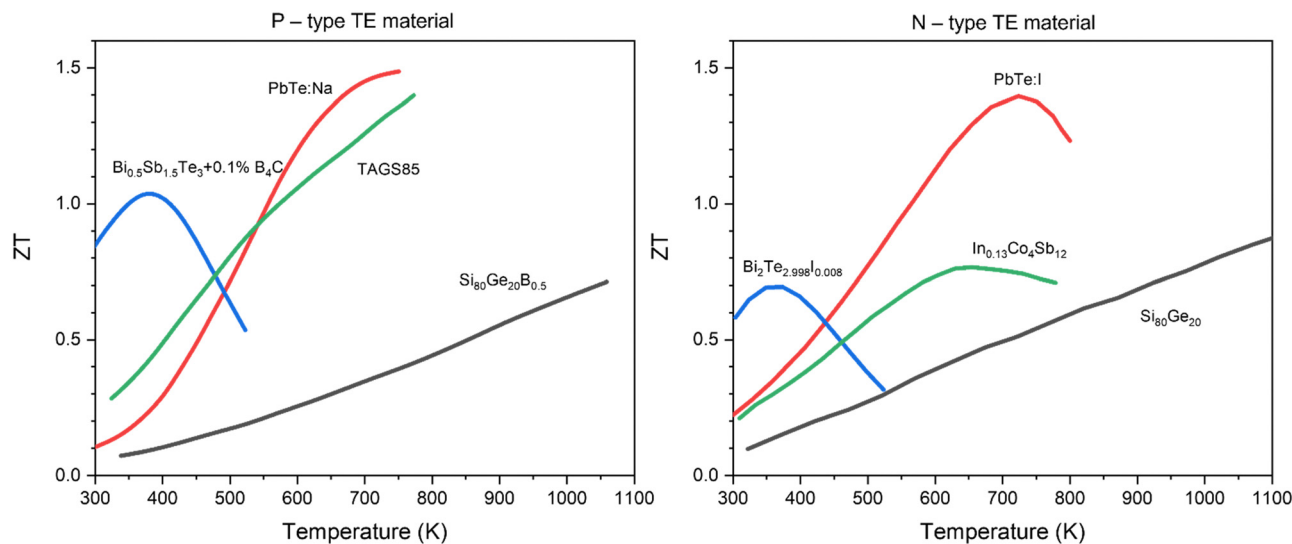 P – type TE material
1.5
1.0
0.5
0.0
ZT
PbTe:Na
Bi0.5Sb1.5Te3+0.1% B4C
TAGS85
Si80Ge20B0.5
300 400 500 600 700 800 900 1000 1100
Temperature (K)
N – type TE material
1.5
1.0
0.5
0.0
ZT
PbTe:I
In0.13Co4Sb12
Bi2Te2.998I0.008
Si80Ge20
300 400 500 600 700 800 900 1000 1100
Temperature (K)